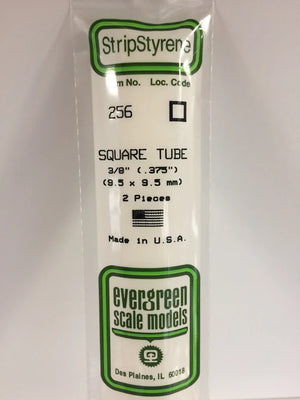 StripStyrene
Item No. Loc. Code
256
SQUARE TUBE
3/8" (.375")
(9.5 x 9.5 mm)
2 Pieces
Made in U.S.A.
evergreen
scale models
Des Plaines, IL 60018